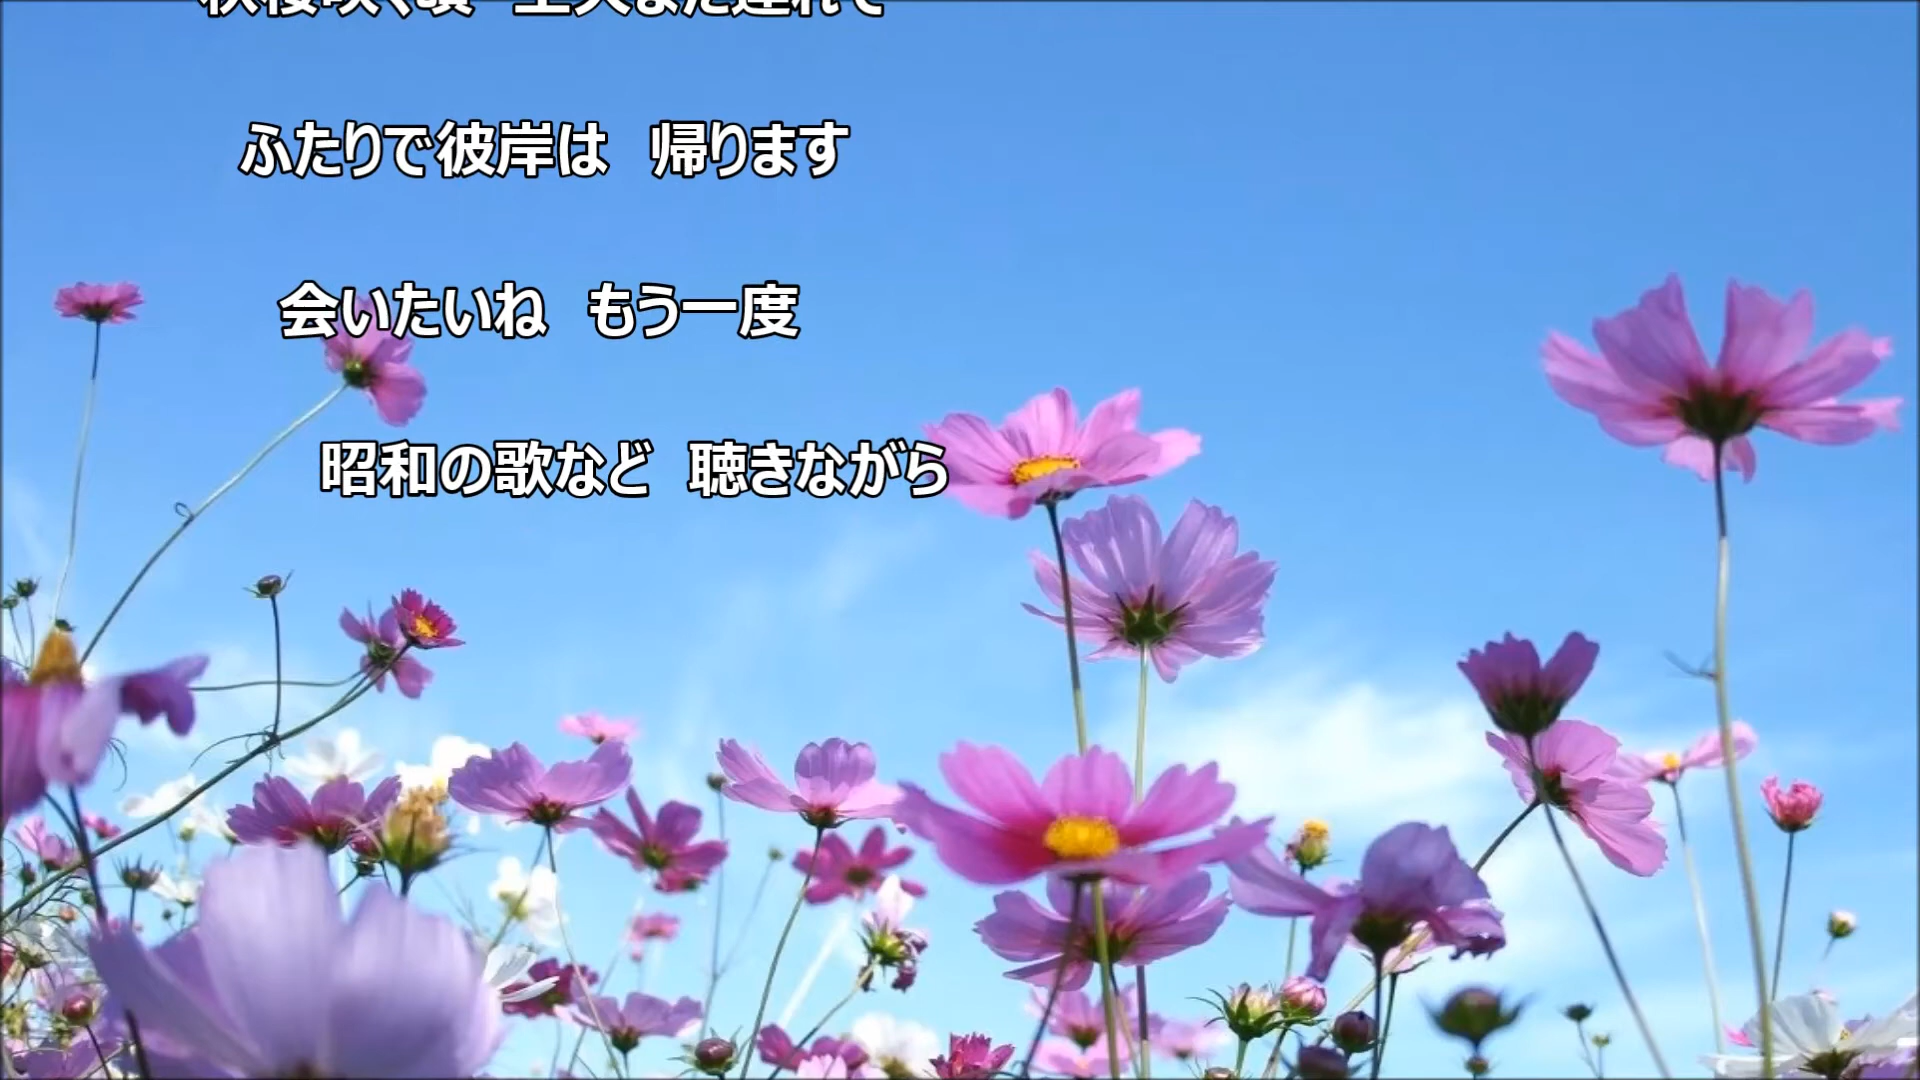 ふたりで彼岸は　帰ります
会いたいね　もう一度
昭和の歌など　聴きながら